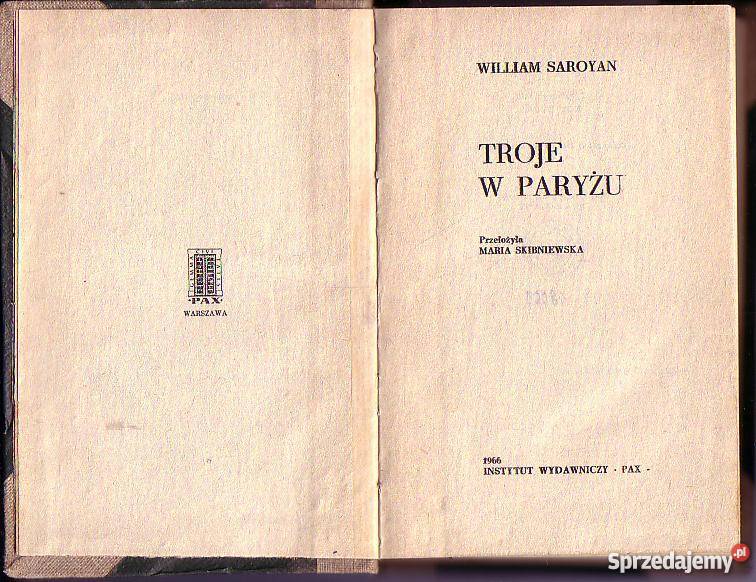 PAX
WARSZAWA
WILLIAM SAROYAN
TROJE
W PARYŻU
Przełożyła
MARIA SKIBNIEWSKA
1966
INSTYTUT WYDAWNICZY · PAX -
Sprzedajemy.pl